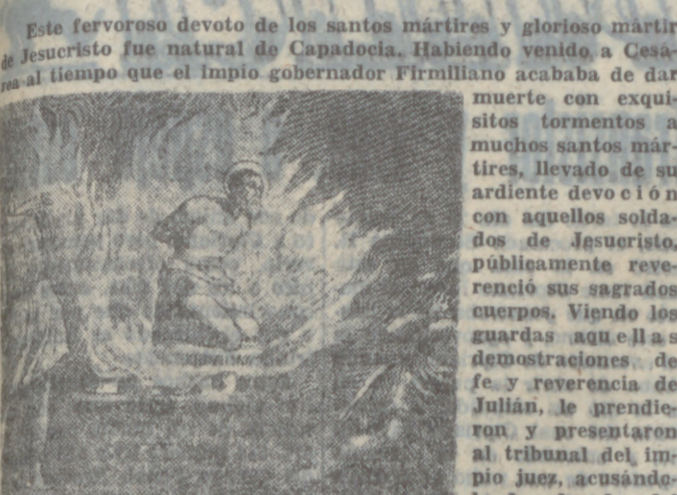 Este fervoroso devoto de los santos mártires y glorioso mártir
de Jesucristo fue natural de Capadocia. Habiendo venido a Cesá-
rea al tiempo que el impío gobernador Firmiliano acababa de dar
muerte con exqui-
sitos tormentos a
muchos santos már-
tires, llevado de su
ardiente devoción
con aquellos solda-
dos de Jesucristo,
públicamente reve-
renció sus sagrados
cuerpos. Viendo los
guardas aquellas
demostraciones de
fe y reverencia de
Julián, le prendie-
ron y presentaron
al tribunal del im-
pío juez, acusándo-